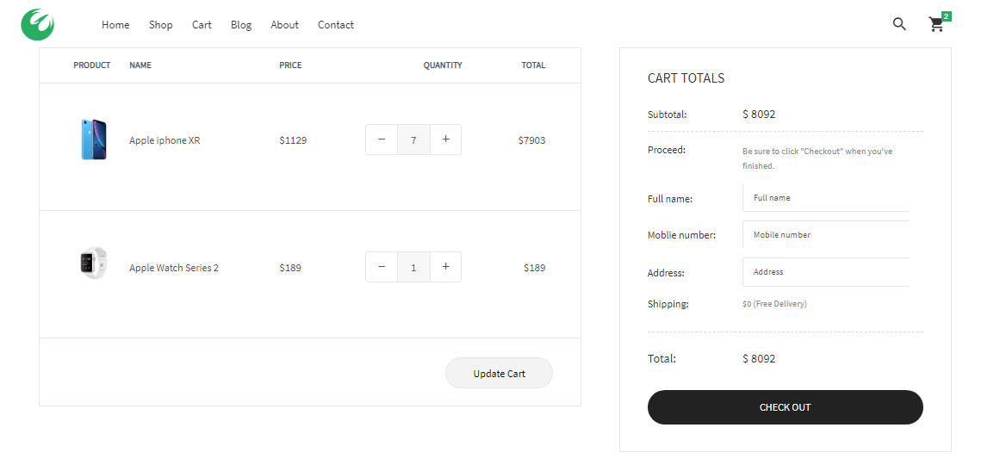 Home Shop Cart Blog About Contact 2
PRODUCT NAME PRICE QUANTITY TOTAL
Apple iphone XR $1129 − 7 + $7903
Apple Watch Series 2 $189 − 1 + $189
Update Cart
CART TOTALS
Subtotal: $ 8092
Proceed: Be sure to click "Checkout" when you've
finished.
Full name: Full name
Moblie number: Mobile number
Address: Address
Shipping: $0 (Free Delivery)
Total: $ 8092
CHECK OUT